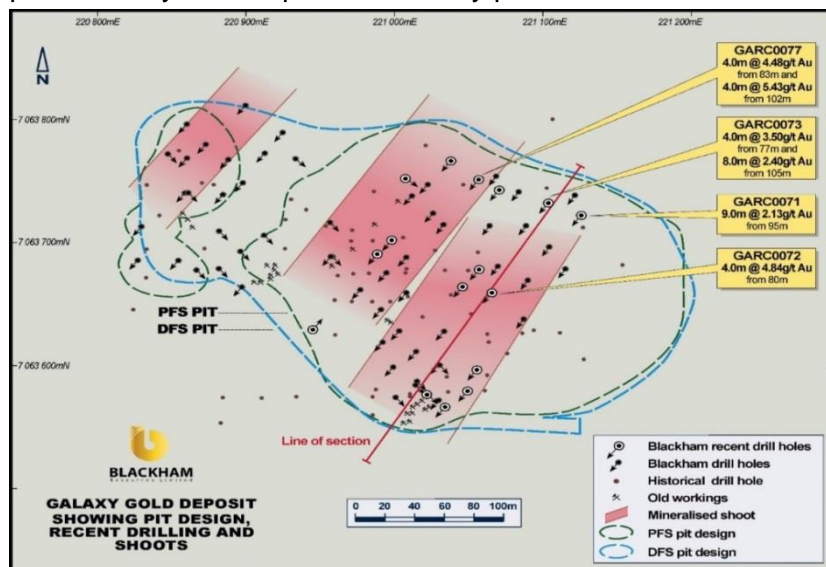 220 800mE
220 900mE
221 000mE
221 100mE
221 200mE
N
7 063 800mN
7 063 700mN
7 063 600mN
GARC0077
4.0m @ 4.48g/t Au
from 83m and
4.0m @ 5.43g/t Au
from 102m
GARC0073
4.0m @ 3.50g/t Au
from 77m and
8.0m @ 2.40g/t Au
from 105m
GARC0071
9.0m @ 2.13g/t Au
from 95m
GARC0072
4.0m @ 4.84g/t Au
from 80m
PFS PIT
DFS PIT
Line of section
BLACKHAM
Resources Limited
GALAXY GOLD DEPOSIT
SHOWING PIT DESIGN,
RECENT DRILLING AND
SHOOTS
0 20 40 60 80 100m
Blackham recent drill holes
Blackham drill holes
Historical drill hole
Old workings
Mineralised shoot
PFS pit design
DFS pit design